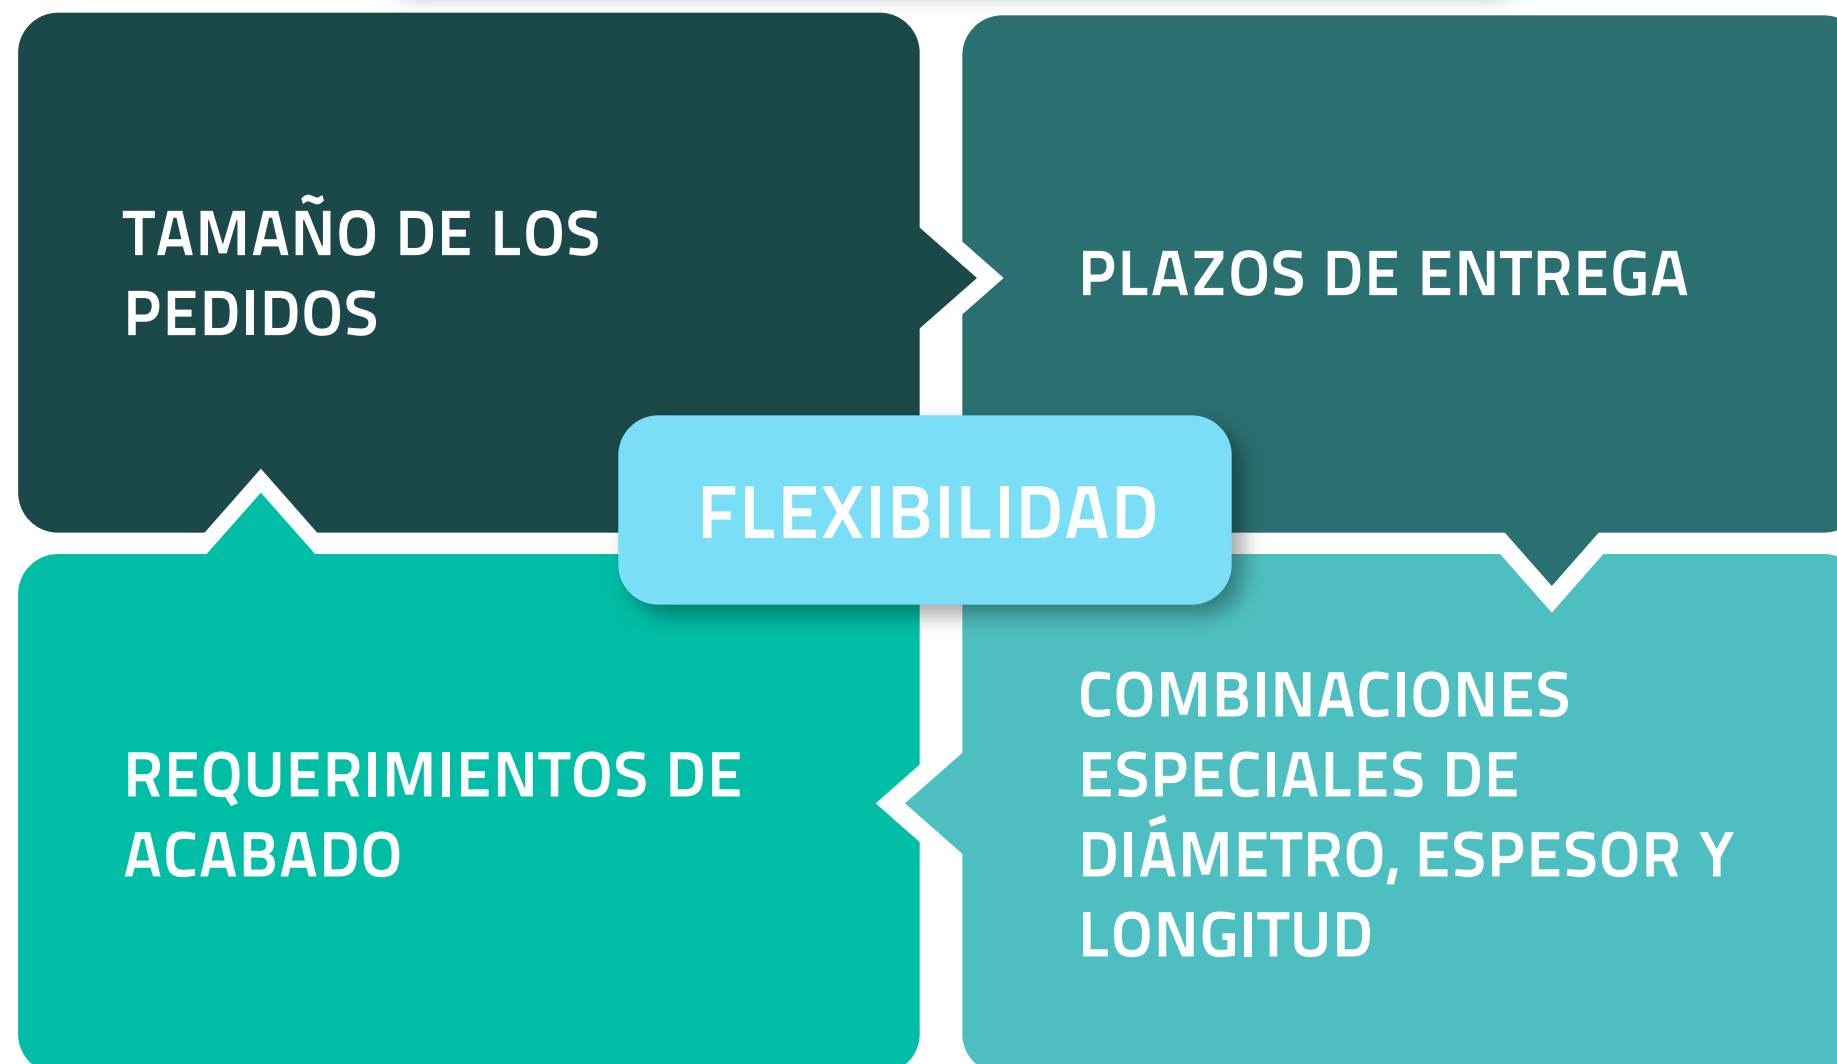 TAMAÑO DE LOS
PEDIDOS
PLAZOS DE ENTREGA
FLEXIBILIDAD
REQUERIMIENTOS DE
ACABADO
COMBINACIONES
ESPECIALES DE
DIÁMETRO, ESPESOR Y
LONGITUD